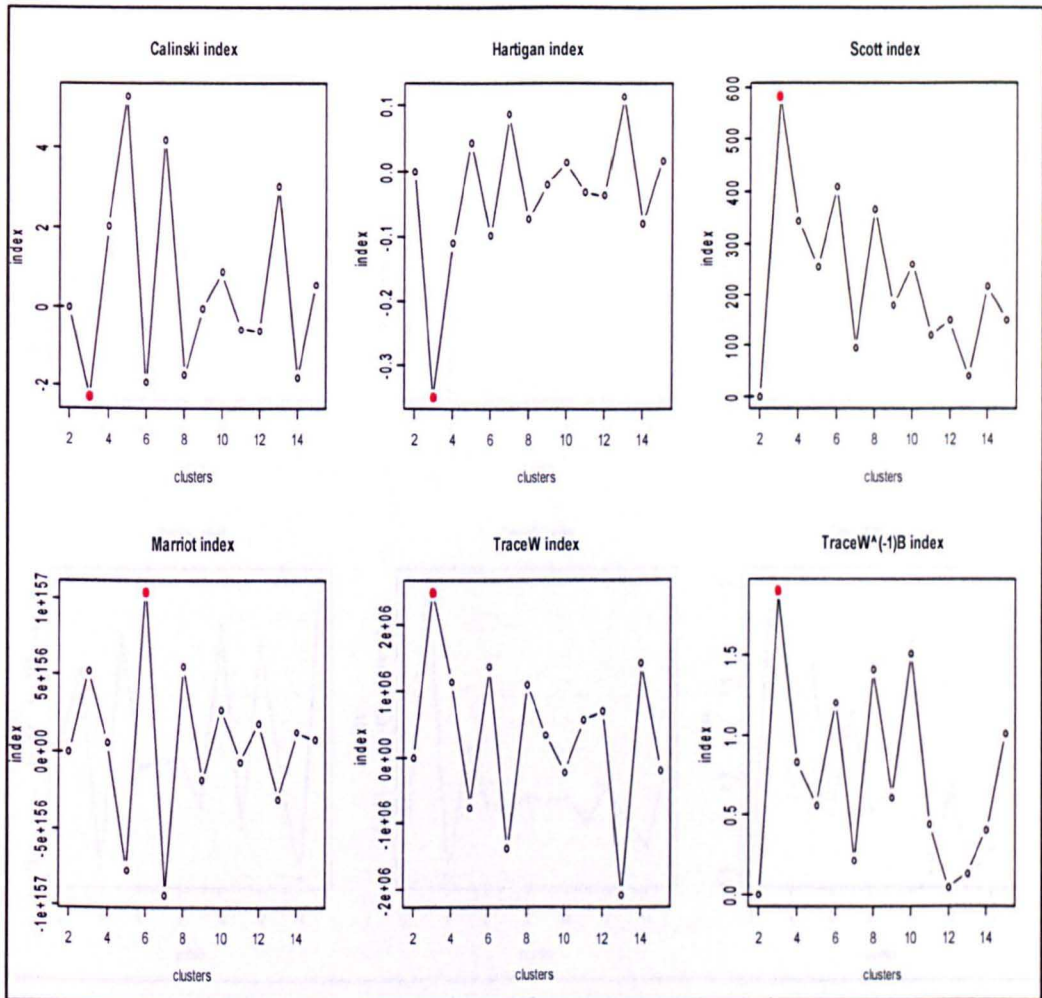 Calinski index
Hartigan index
Scott index
index
4
2
0
-2
2 4 6 8 10 12 14
clusters
index
0.1
0.0
-0.1
-0.2
-0.3
2 4 6 8 10 12 14
clusters
index
600
500
400
300
200
100
0
2 4 6 8 10 12 14
clusters
Marriot index
TraceW index
TraceW^(-1)B index
index
1e+157
5e+156
0e+00
-5e+156
-1e+157
2 4 6 8 10 12 14
clusters
index
2e+06
1e+06
0e+00
-1e+06
-2e+06
2 4 6 8 10 12 14
clusters
index
1.5
1.0
0.5
0.0
2 4 6 8 10 12 14
clusters